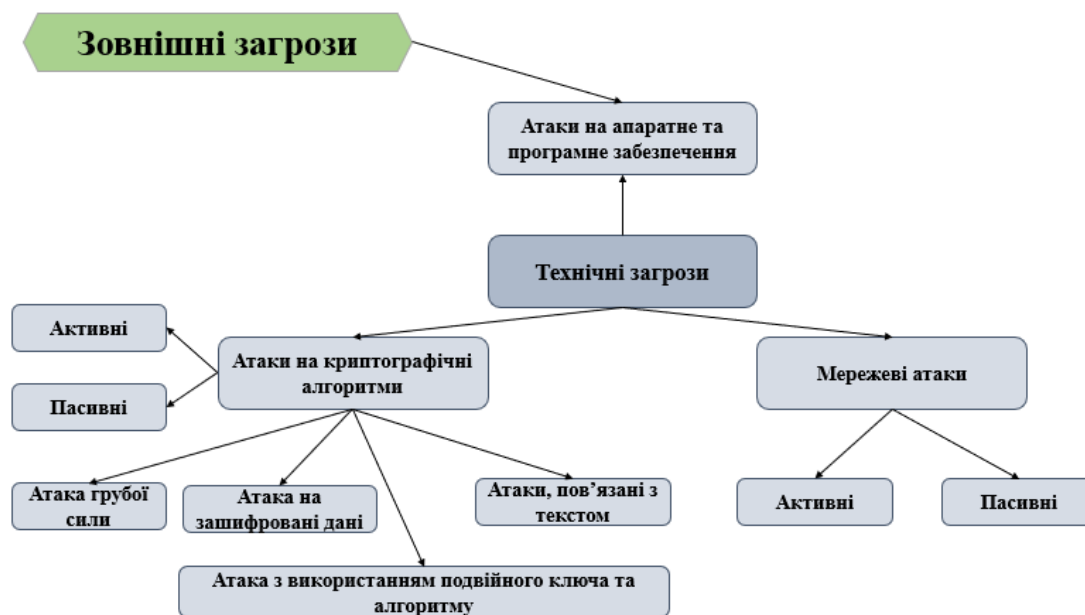 Зовнішні загрози
Атаки на апаратне та
програмне забезпечення
Технічні загрози
Активні
Пасивні
Атаки на криптографічні
алгоритми
Мережеві атаки
Атака грубої
сили
Атака на
зашифровані дані
Атаки, пов’язані з
текстом
Активні
Пасивні
Атака з використанням подвійного ключа та
алгоритму